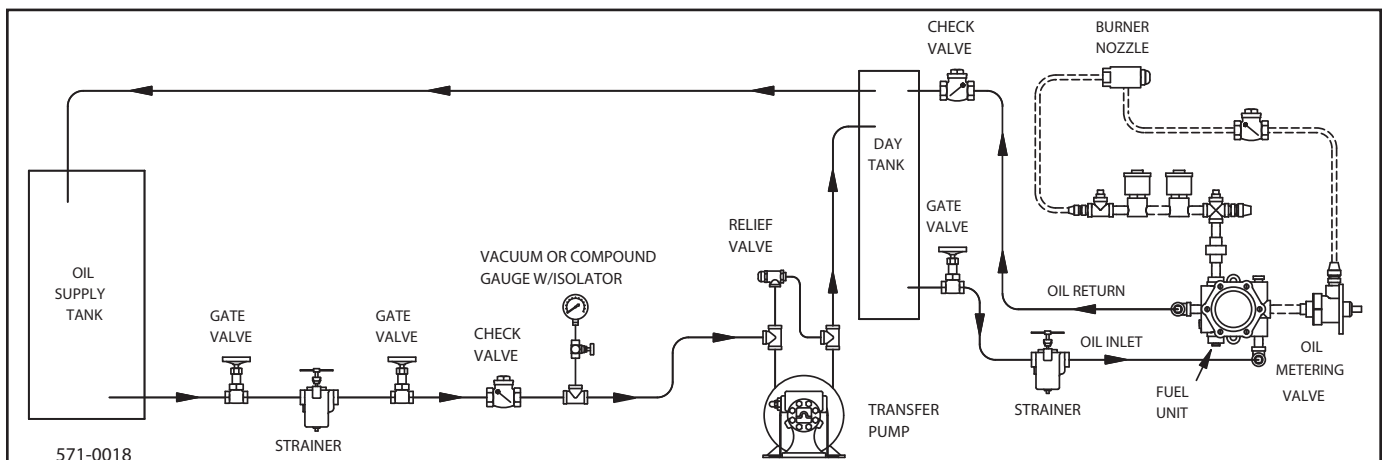 CHECK
VALVE
BURNER
NOZZLE
DAY
TANK
GATE
VALVE
RELIEF
VALVE
VACUUM OR COMPOUND
GAUGE W/ISOLATOR
OIL
SUPPLY
TANK
GATE
VALVE
GATE
VALVE
CHECK
VALVE
OIL RETURN
OIL INLET
OIL
METERING
VALVE
FUEL
UNIT
STRAINER
TRANSFER
PUMP
STRAINER
571-0018